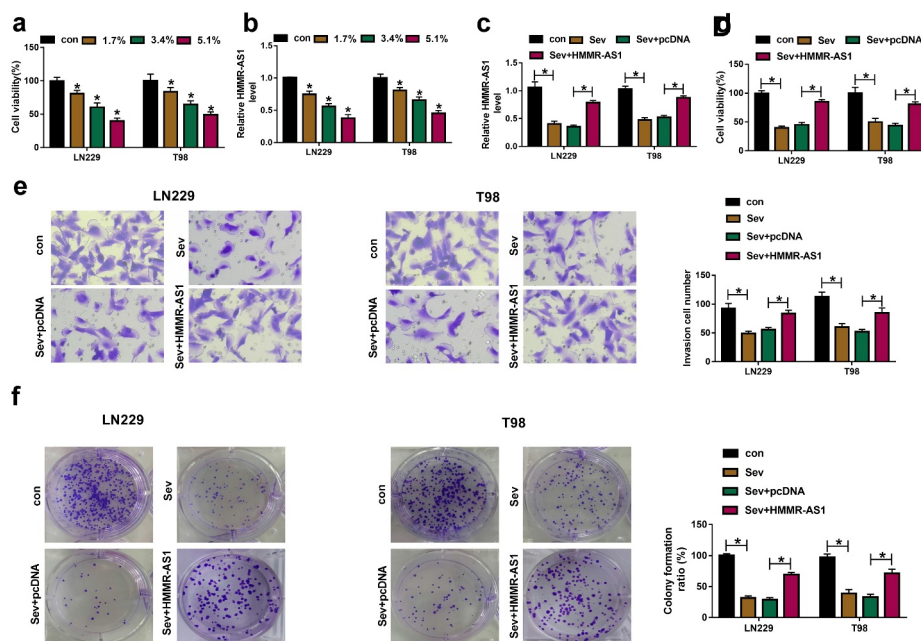 a
con 1.7% 3.4% 5.1%
Cell viability(%)
150
100
50
0
* * * * * *
LN229 T98
b
con 1.7% 3.4% 5.1%
Relative HMMR-AS1
level
1.5
1.0
0.5
0.0
* * * * * *
LN229 T98
c
con Sev Sev+pcDNA
Sev+HMMR-AS1
Relative HMMR-AS1
level
1.5
1.0
0.5
0.0
* * * *
LN229 T98
d
con Sev Sev+pcDNA
Sev+HMMR-AS1
Cell viability(%)
150
100
50
0
* * * *
LN229 T98
e
LN229
con
Sev
Sev+pcDNA
Sev+HMMR-AS1
T98
con
Sev
Sev+pcDNA
Sev+HMMR-AS1
con
Sev
Sev+pcDNA
Sev+HMMR-AS1
Invasion cell number
150
100
50
0
* * * *
LN229 T98
f
LN229
con
Sev
Sev+pcDNA
Sev+HMMR-AS1
T98
con
Sev
Sev+pcDNA
Sev+HMMR-AS1
con
Sev
Sev+pcDNA
Sev+HMMR-AS1
Colony formation
ratio (%)
150
100
50
0
* * * *
LN229 T98